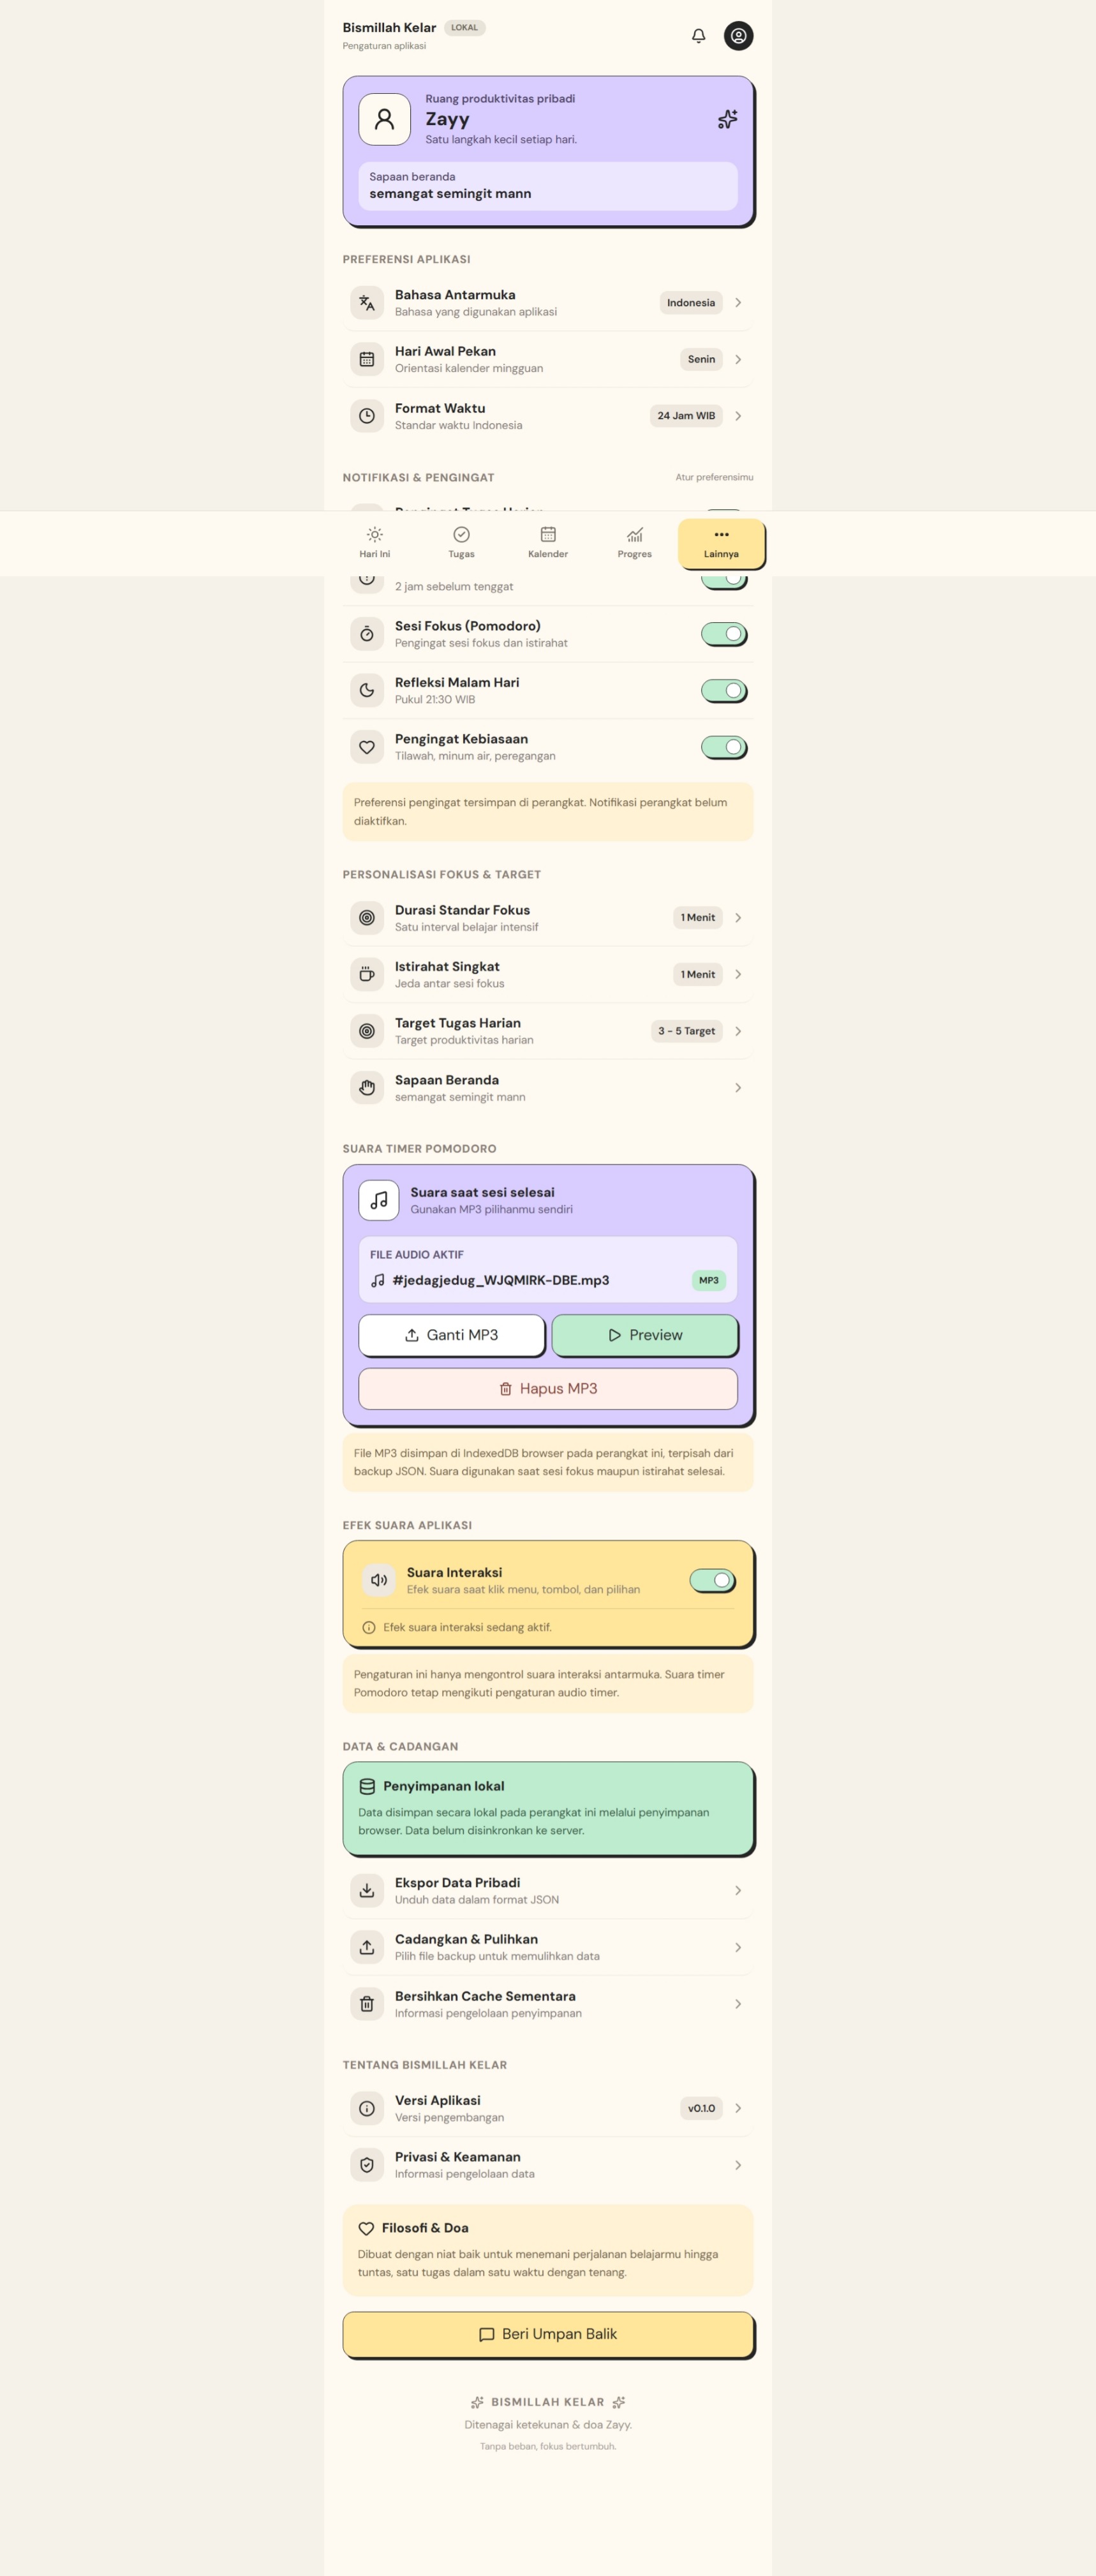 Bismillah Kelar LOKAL
Pengaturan aplikasi
Ruang produktivitas pribadi
Zayy
Satu langkah kecil setiap hari.
Sapaan beranda
semangat semingit mann
PREFERENSI APLIKASI
Bahasa Antarmuka
Bahasa yang digunakan aplikasi
Indonesia
Hari Awal Pekan
Orientasi kalender mingguan
Senin
Format Waktu
Standar waktu Indonesia
24 Jam WIB
NOTIFIKASI & PENGINGAT
Atur preferensimu
Hari Ini
Tugas
Kalender
Progres
Lainnya
2 jam sebelum tenggat
Sesi Fokus (Pomodoro)
Pengingat sesi fokus dan istirahat
Refleksi Malam Hari
Pukul 21:30 WIB
Pengingat Kebiasaan
Tilawah, minum air, peregangan
Preferensi pengingat tersimpan di perangkat. Notifikasi perangkat belum
diaktifkan.
PERSONALISASI FOKUS & TARGET
Durasi Standar Fokus
Satu interval belajar intensif
1 Menit
Istirahat Singkat
Jeda antar sesi fokus
1 Menit
Target Tugas Harian
Target produktivitas harian
3 - 5 Target
Sapaan Beranda
semangat semingit mann
SUARA TIMER POMODORO
Suara saat sesi selesai
Gunakan MP3 pilihanmu sendiri
FILE AUDIO AKTIF
#jedagjedug_WJQMIRK-DBE.mp3
MP3
Ganti MP3
Preview
Hapus MP3
File MP3 disimpan di IndexedDB browser pada perangkat ini, terpisah dari
backup JSON. Suara digunakan saat sesi fokus maupun istirahat selesai.
EFEK SUARA APLIKASI
Suara Interaksi
Efek suara saat klik menu, tombol, dan pilihan
Efek suara interaksi sedang aktif.
Pengaturan ini hanya mengontrol suara interaksi antarmuka. Suara timer
Pomodoro tetap mengikuti pengaturan audio timer.
DATA & CADANGAN
Penyimpanan lokal
Data disimpan secara lokal pada perangkat ini melalui penyimpanan
browser. Data belum disinkronkan ke server.
Ekspor Data Pribadi
Unduh data dalam format JSON
Cadangkan & Pulihkan
Pilih file backup untuk memulihkan data
Bersihkan Cache Sementara
Informasi pengelolaan penyimpanan
TENTANG BISMILLAH KELAR
Versi Aplikasi
Versi pengembangan
v0.1.0
Privasi & Keamanan
Informasi pengelolaan data
Filosofi & Doa
Dibuat dengan niat baik untuk menemani perjalanan belajarmu hingga
tuntas, satu tugas dalam satu waktu dengan tenang.
Beri Umpan Balik
BISMILLAH KELAR
Ditenagai ketekunan & doa Zayy.
Tanpa beban, fokus bertumbuh.